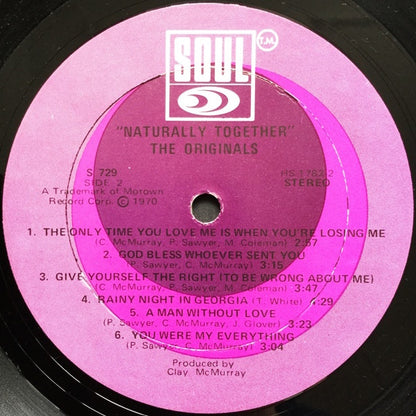 SOUL T.M.
"NATURALLY TOGETHER"
THE ORIGINALS
S 729 HS 1782-2
SIDE 2 STEREO
A Trademark of Motown
Record Corp. Ⓒ 1970
1. THE ONLY TIME YOU LOVE ME IS WHEN YOU'RE LOSING ME
(C. McMurray, P. Sawyer, M. Coleman) 2:57
2. GOD BLESS WHOEVER SENT YOU
(P. Sawyer, C. McMurray) 3:15
3. GIVE YOURSELF THE RIGHT (TO BE WRONG ABOUT ME)
(C. McMurray, P. Sawyer, M. Coleman) 3:47
4. RAINY NIGHT IN GEORGIA (T. White) 4:29
5. A MAN WITHOUT LOVE
(P. Sawyer, C. McMurray, J. Glover) 3:23
6. YOU WERE MY EVERYTHING
(P. Sawyer, C. McMurray) 3:04
Produced by
Clay McMurray